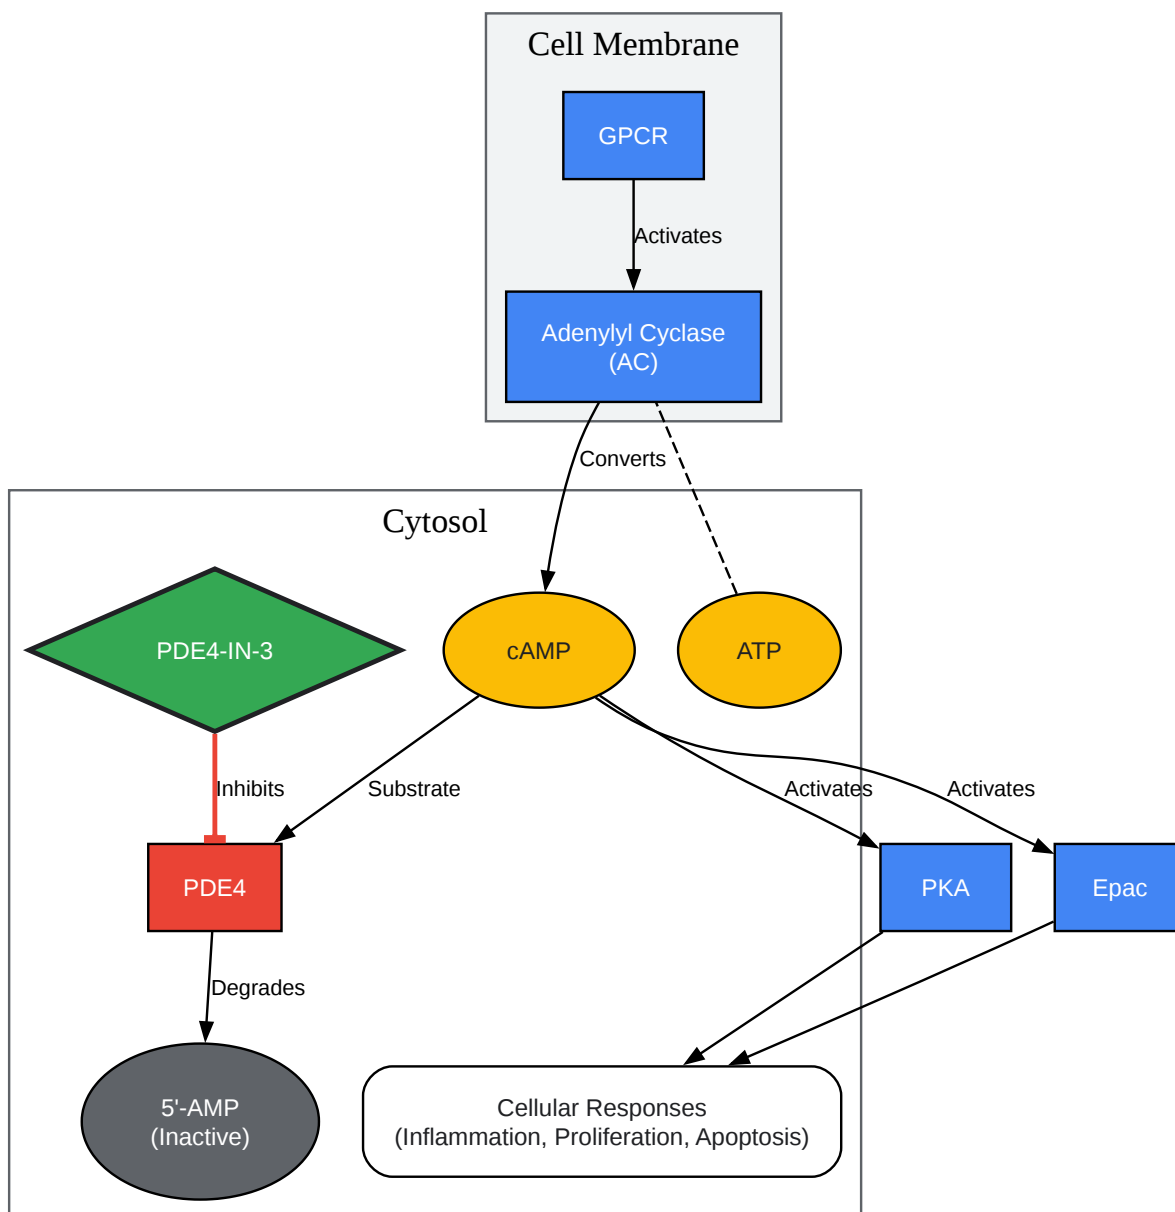 Cell Membrane
GPCR
Activates
Adenylyl Cyclase
(AC)
Converts
Cytosol
PDE4-IN-3
cAMP
ATP
Inhibits
Substrate
Activates
Activates
PDE4
PKA
Epac
Degrades
5'-AMP
(Inactive)
Cellular Responses
(Inflammation, Proliferation, Apoptosis)